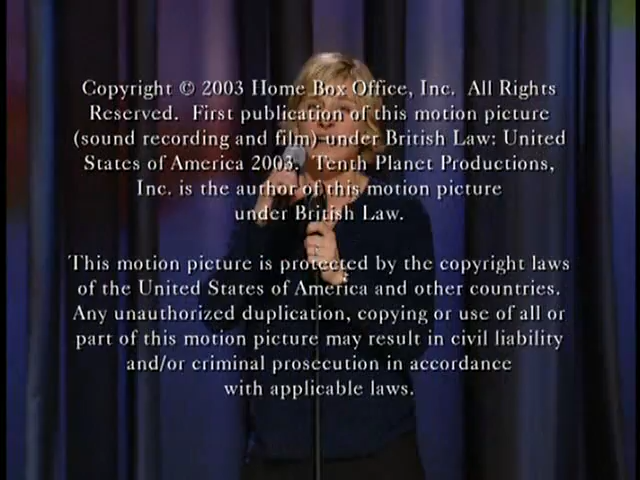 Copyright © 2003 Home Box Office, Inc. All Rights
Reserved. First publication of this motion picture
(sound recording and film) under British Law: United
States of America 2003. Tenth Planet Productions,
Inc. is the author of this motion picture
under British Law.
This motion picture is protected by the copyright laws
of the United States of America and other countries.
Any unauthorized duplication, copying or use of all or
part of this motion picture may result in civil liability
and/or criminal prosecution in accordance
with applicable laws.